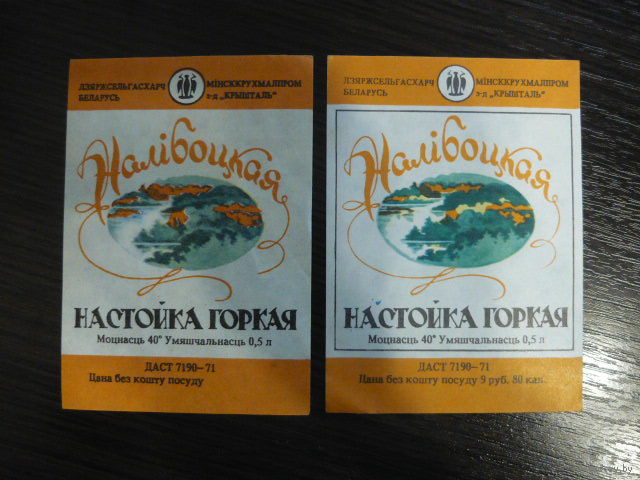 ДЗЯРЖСЕЛЬГАСХАРЧ
БЕЛАРУСЬ
МІНСККРУХМАЛПРОМ
з-д „КРЫШТАЛЬ"
Налібоцкая
НАСТОЙКА ГОРКАЯ
Моцнасць 40° Умяшчальнасць 0,5 л
ДАСТ 7190–71
Цана без кошту посуду
ДЗЯРЖСЕЛЬГАСХАРЧ
БЕЛАРУСЬ
МІНСККРУХМАЛПРОМ
з-д „КРЫШТАЛЬ"
Налібоцкая
НАСТОЙКА ГОРКАЯ
Моцнасць 40° Умяшчальнасць 0,5 л
ДАСТ 7190–71
Цана без кошту посуду 9 руб. 80 кап.